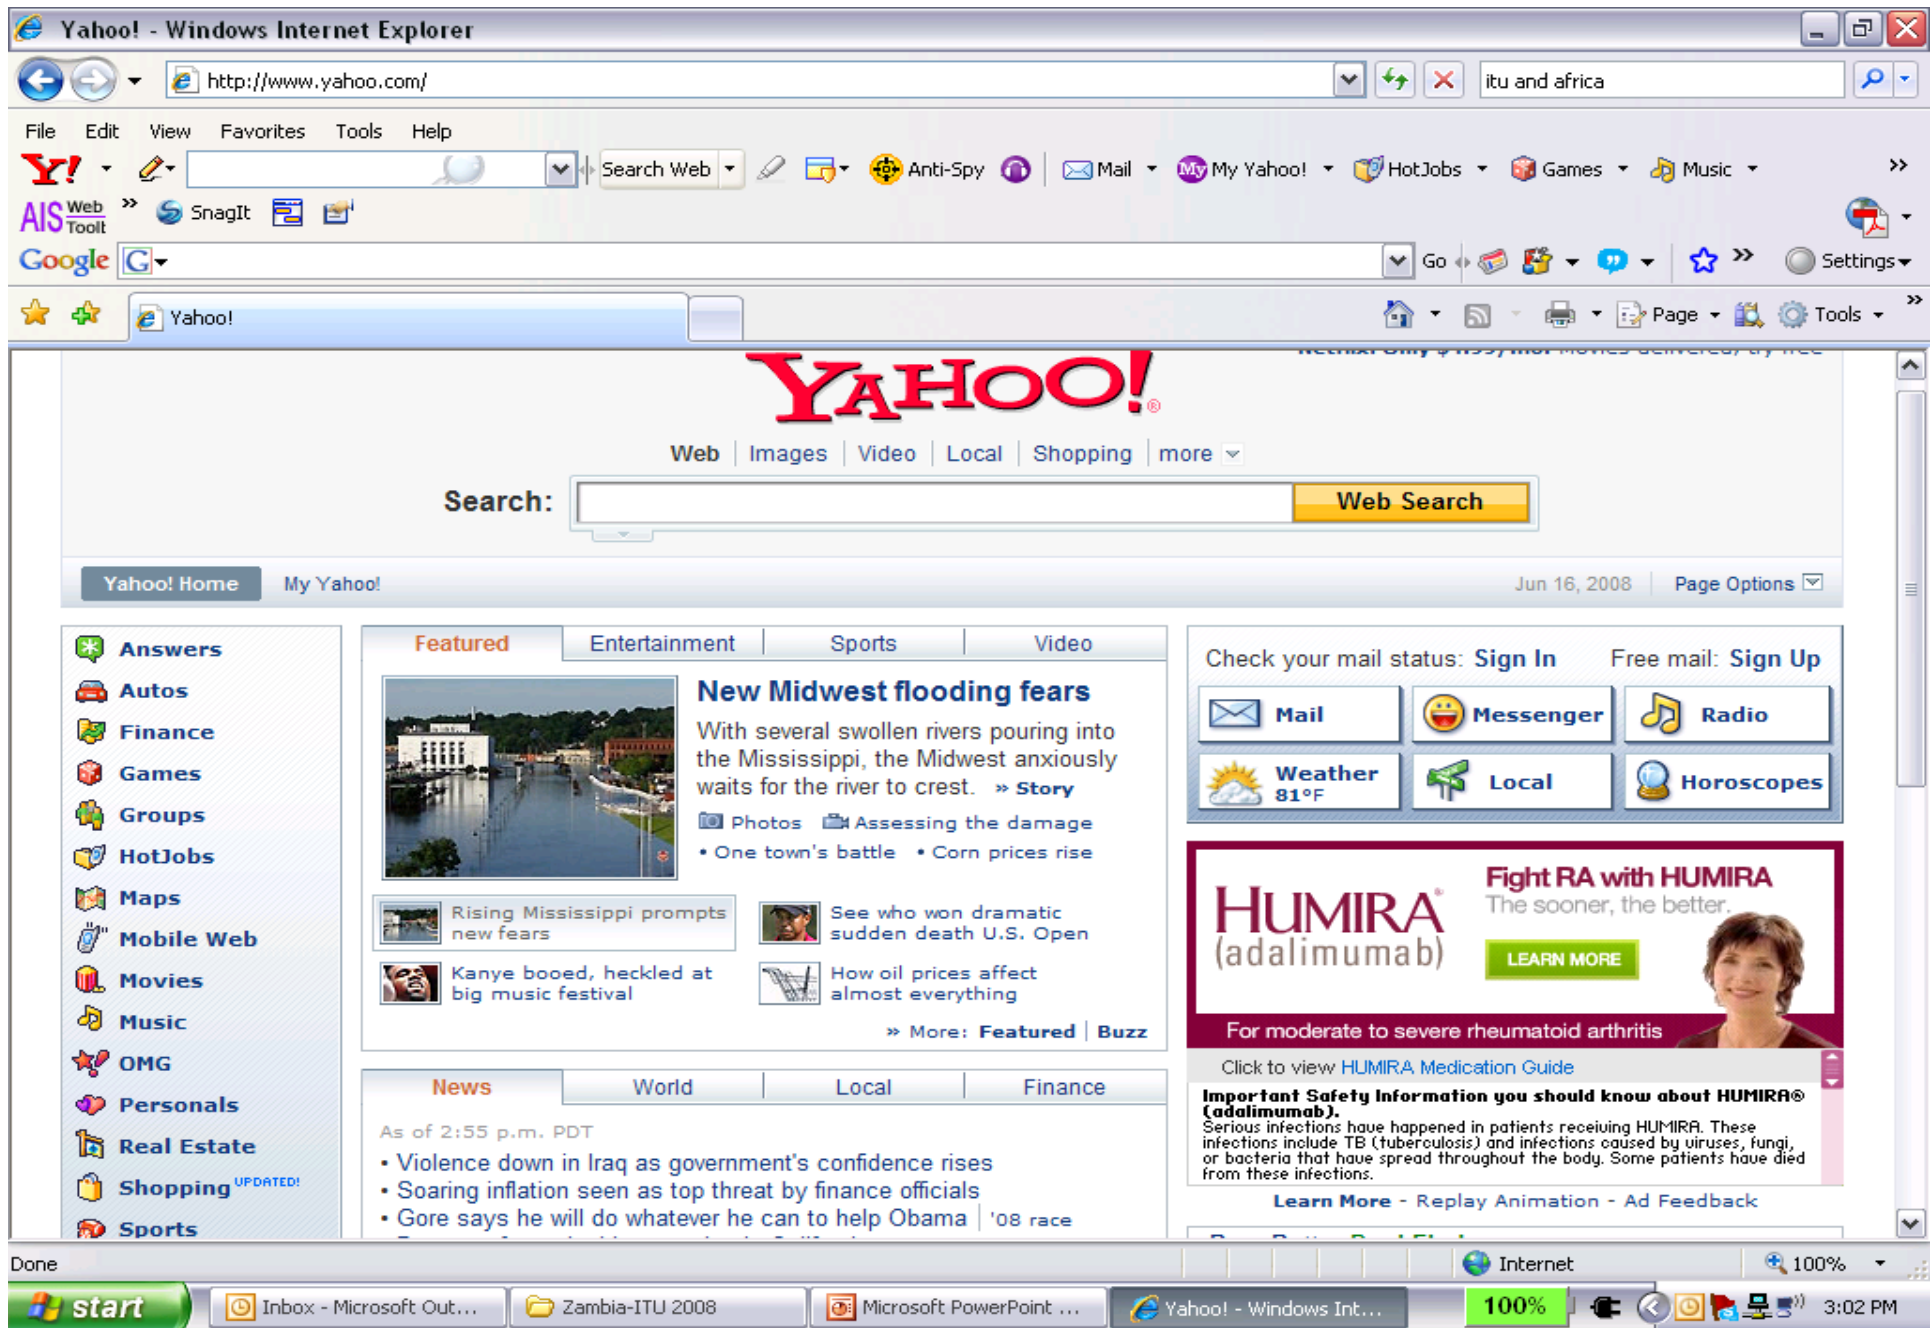 Yahoo! - Windows Internet Explorer
http://www.yahoo.com/
itu and africa
File Edit View Favorites Tools Help
Y! Search Web Anti-Spy Mail My My Yahoo! HotJobs Games Music »
AIS Web Toolt » SnagIt
Google G Go » Settings
Yahoo! Page Tools »
YAHOO!®
Web Images Video Local Shopping more
Search: Web Search
Yahoo! Home My Yahoo! Jun 16, 2008 Page Options
Answers
Autos
Finance
Games
Groups
HotJobs
Maps
Mobile Web
Movies
Music
OMG
Personals
Real Estate
Shopping UPDATED!
Sports
Featured Entertainment Sports Video
New Midwest flooding fears
With several swollen rivers pouring into
the Mississippi, the Midwest anxiously
waits for the river to crest. » Story
Photos Assessing the damage
• One town's battle • Corn prices rise
Rising Mississippi prompts
new fears
See who won dramatic
sudden death U.S. Open
Kanye booed, heckled at
big music festival
How oil prices affect
almost everything
» More: Featured Buzz
News World Local Finance
As of 2:55 p.m. PDT
• Violence down in Iraq as government's confidence rises
• Soaring inflation seen as top threat by finance officials
• Gore says he will do whatever he can to help Obama '08 race
Check your mail status: Sign In Free mail: Sign Up
Mail Messenger Radio
Weather
81°F
Local Horoscopes
HUMIRA®
(adalimumab)
Fight RA with HUMIRA
The sooner, the better.
LEARN MORE
For moderate to severe rheumatoid arthritis
Click to view HUMIRA Medication Guide
Important Safety Information you should know about HUMIRA®
(adalimumab).
Serious infections have happened in patients receiving HUMIRA. These
infections include TB (tuberculosis) and infections caused by viruses, fungi,
or bacteria that have spread throughout the body. Some patients have died
from these infections.
Learn More - Replay Animation - Ad Feedback
Done Internet 100%
start Inbox - Microsoft Out... Zambia-ITU 2008 Microsoft PowerPoint ... Yahoo! - Windows Int... 100% 3:02 PM